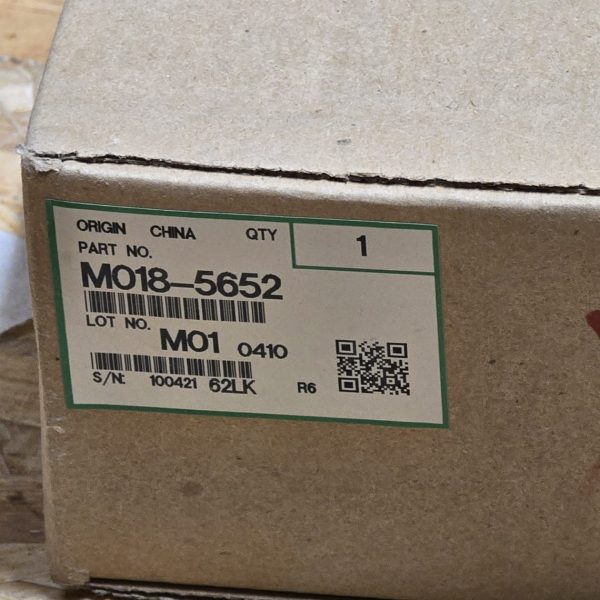 ORIGIN CHINA QTY 1
PART NO.
M018-5652
LOT NO.
M01 0410
S/N: 100421 62LK R6